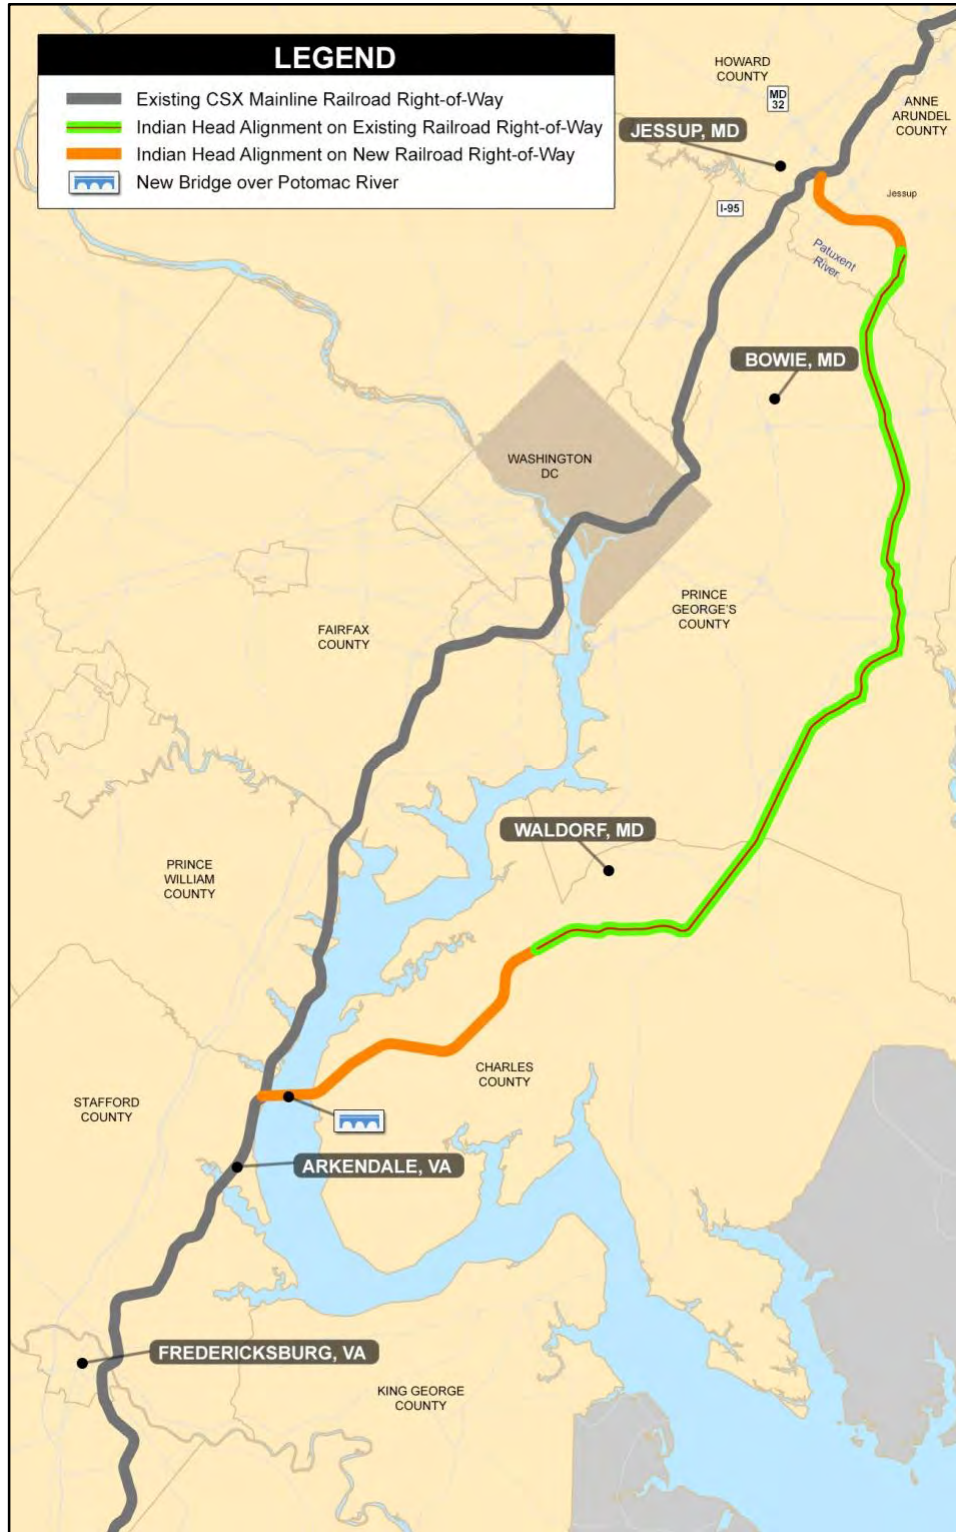 LEGEND
Existing CSX Mainline Railroad Right-of-Way
Indian Head Alignment on Existing Railroad Right-of-Way
Indian Head Alignment on New Railroad Right-of-Way
New Bridge over Potomac River
HOWARD
COUNTY
MD
32
ANNE
ARUNDEL
COUNTY
JESSUP, MD
I-95
Jessup
Patuxent
River
BOWIE, MD
WASHINGTON
DC
PRINCE
GEORGE'S
COUNTY
FAIRFAX
COUNTY
WALDORF, MD
PRINCE
WILLIAM
COUNTY
CHARLES
COUNTY
STAFFORD
COUNTY
ARKENDALE, VA
FREDERICKSBURG, VA
KING GEORGE
COUNTY